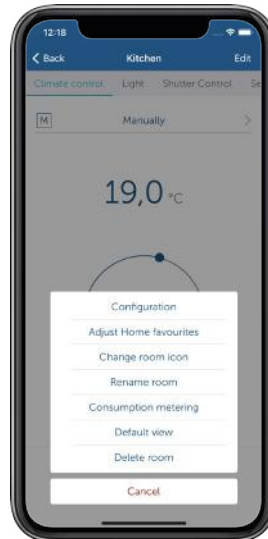 12:18
Back Kitchen Edit
Climate control Light Shutter Control Se
M Manually
19,0 °C
Configuration
Adjust Home favourites
Change room icon
Rename room
Consumption metering
Default view
Delete room
Cancel